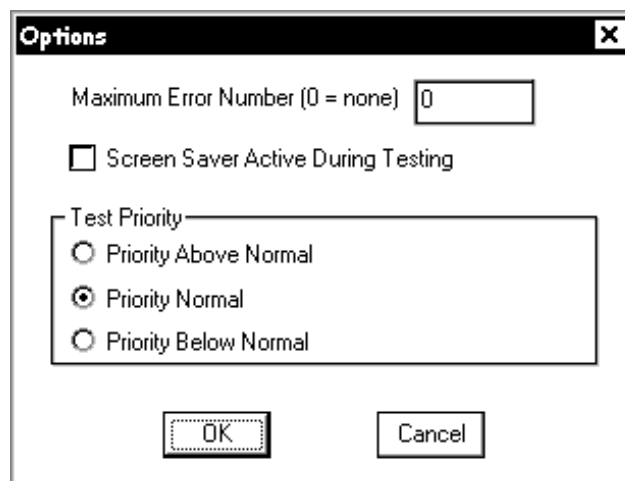 Options
Maximum Error Number (0 = none) 0
Screen Saver Active During Testing
Test Priority
Priority Above Normal
Priority Normal
Priority Below Normal
OK Cancel